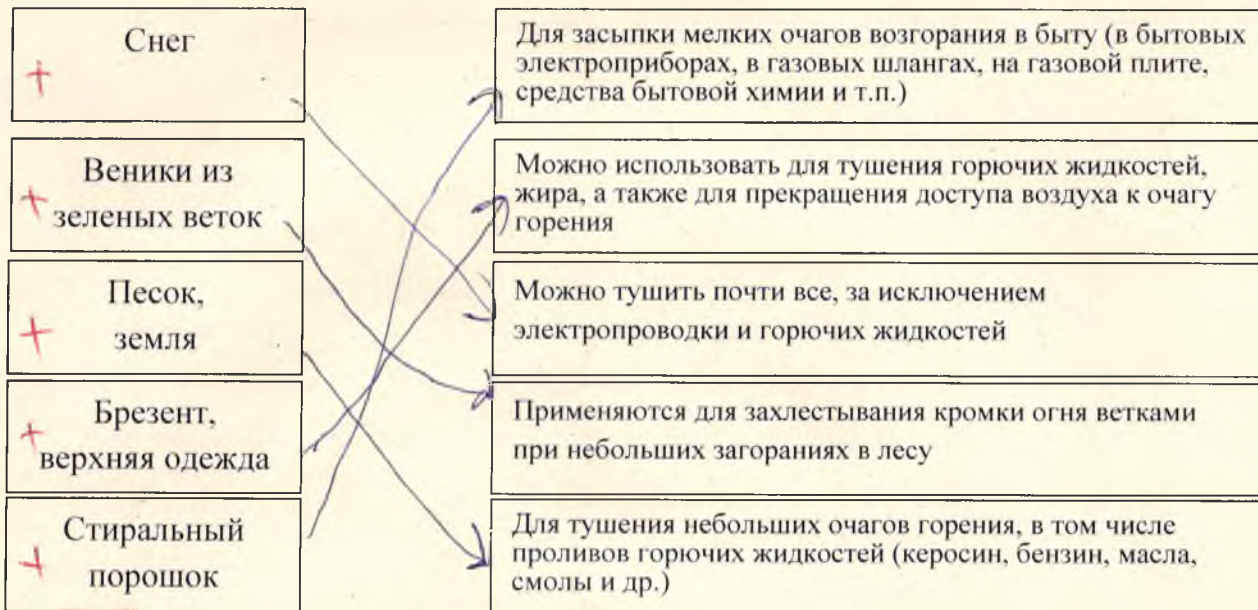 Снег
Для засыпки мелких очагов возгорания в быту (в бытовых
электроприборах, в газовых шлангах, на газовой плите,
средства бытовой химии и т.п.)
Веники из
зеленых веток
Можно использовать для тушения горючих жидкостей,
жира, а также для прекращения доступа воздуха к очагу
горения
Песок,
земля
Можно тушить почти все, за исключением
электропроводки и горючих жидкостей
Брезент,
верхняя одежда
Применяются для захлестывания кромки огня ветками
при небольших загораниях в лесу
Стиральный
порошок
Для тушения небольших очагов горения, в том числе
проливов горючих жидкостей (керосин, бензин, масла,
смолы и др.)
+
+
+
+
+